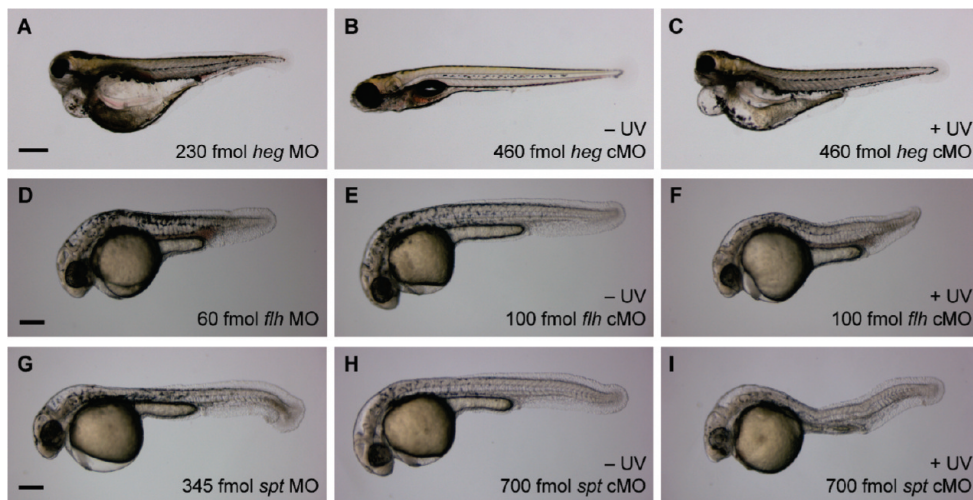 A
230 fmol heg MO
B
– UV
460 fmol heg cMO
C
+ UV
460 fmol heg cMO
D
60 fmol flh MO
E
– UV
100 fmol flh cMO
F
+ UV
100 fmol flh cMO
G
345 fmol spt MO
H
– UV
700 fmol spt cMO
I
+ UV
700 fmol spt cMO